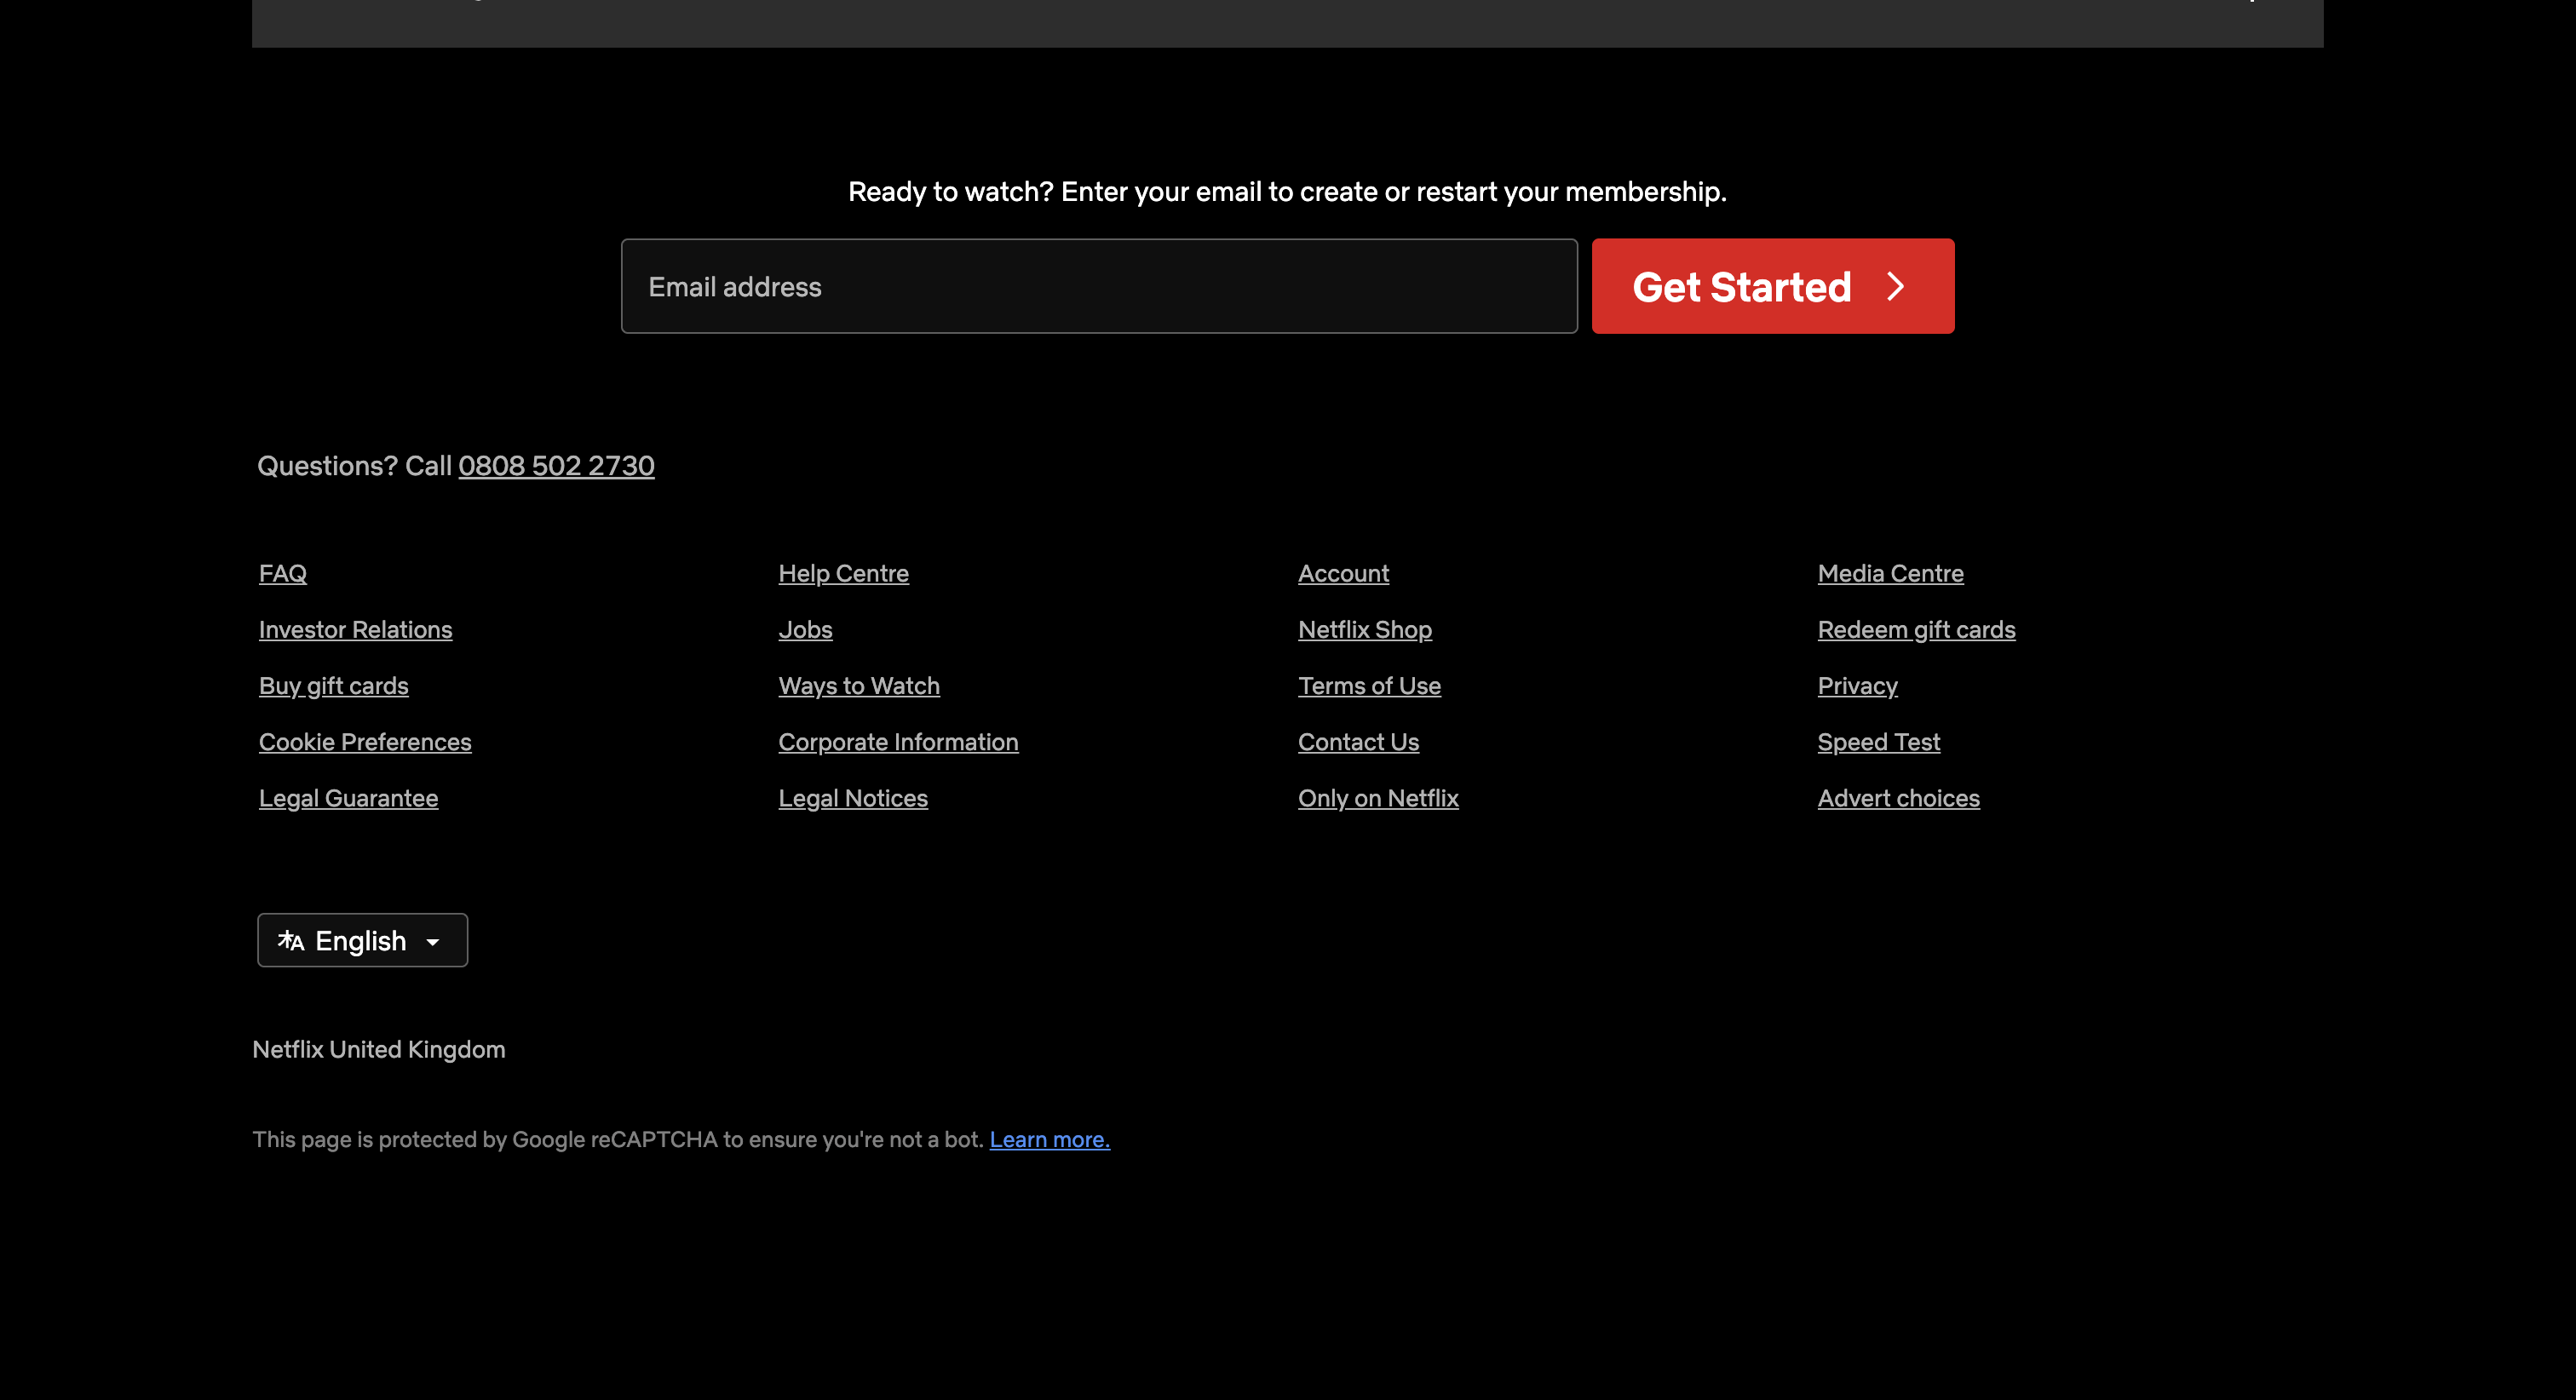 Ready to watch? Enter your email to create or restart your membership.
Email address
Get Started
Questions? Call 0808 502 2730
FAQ
Help Centre
Account
Media Centre
Investor Relations
Jobs
Netflix Shop
Redeem gift cards
Buy gift cards
Ways to Watch
Terms of Use
Privacy
Cookie Preferences
Corporate Information
Contact Us
Speed Test
Legal Guarantee
Legal Notices
Only on Netflix
Advert choices
English
Netflix United Kingdom
This page is protected by Google reCAPTCHA to ensure you're not a bot. Learn more.